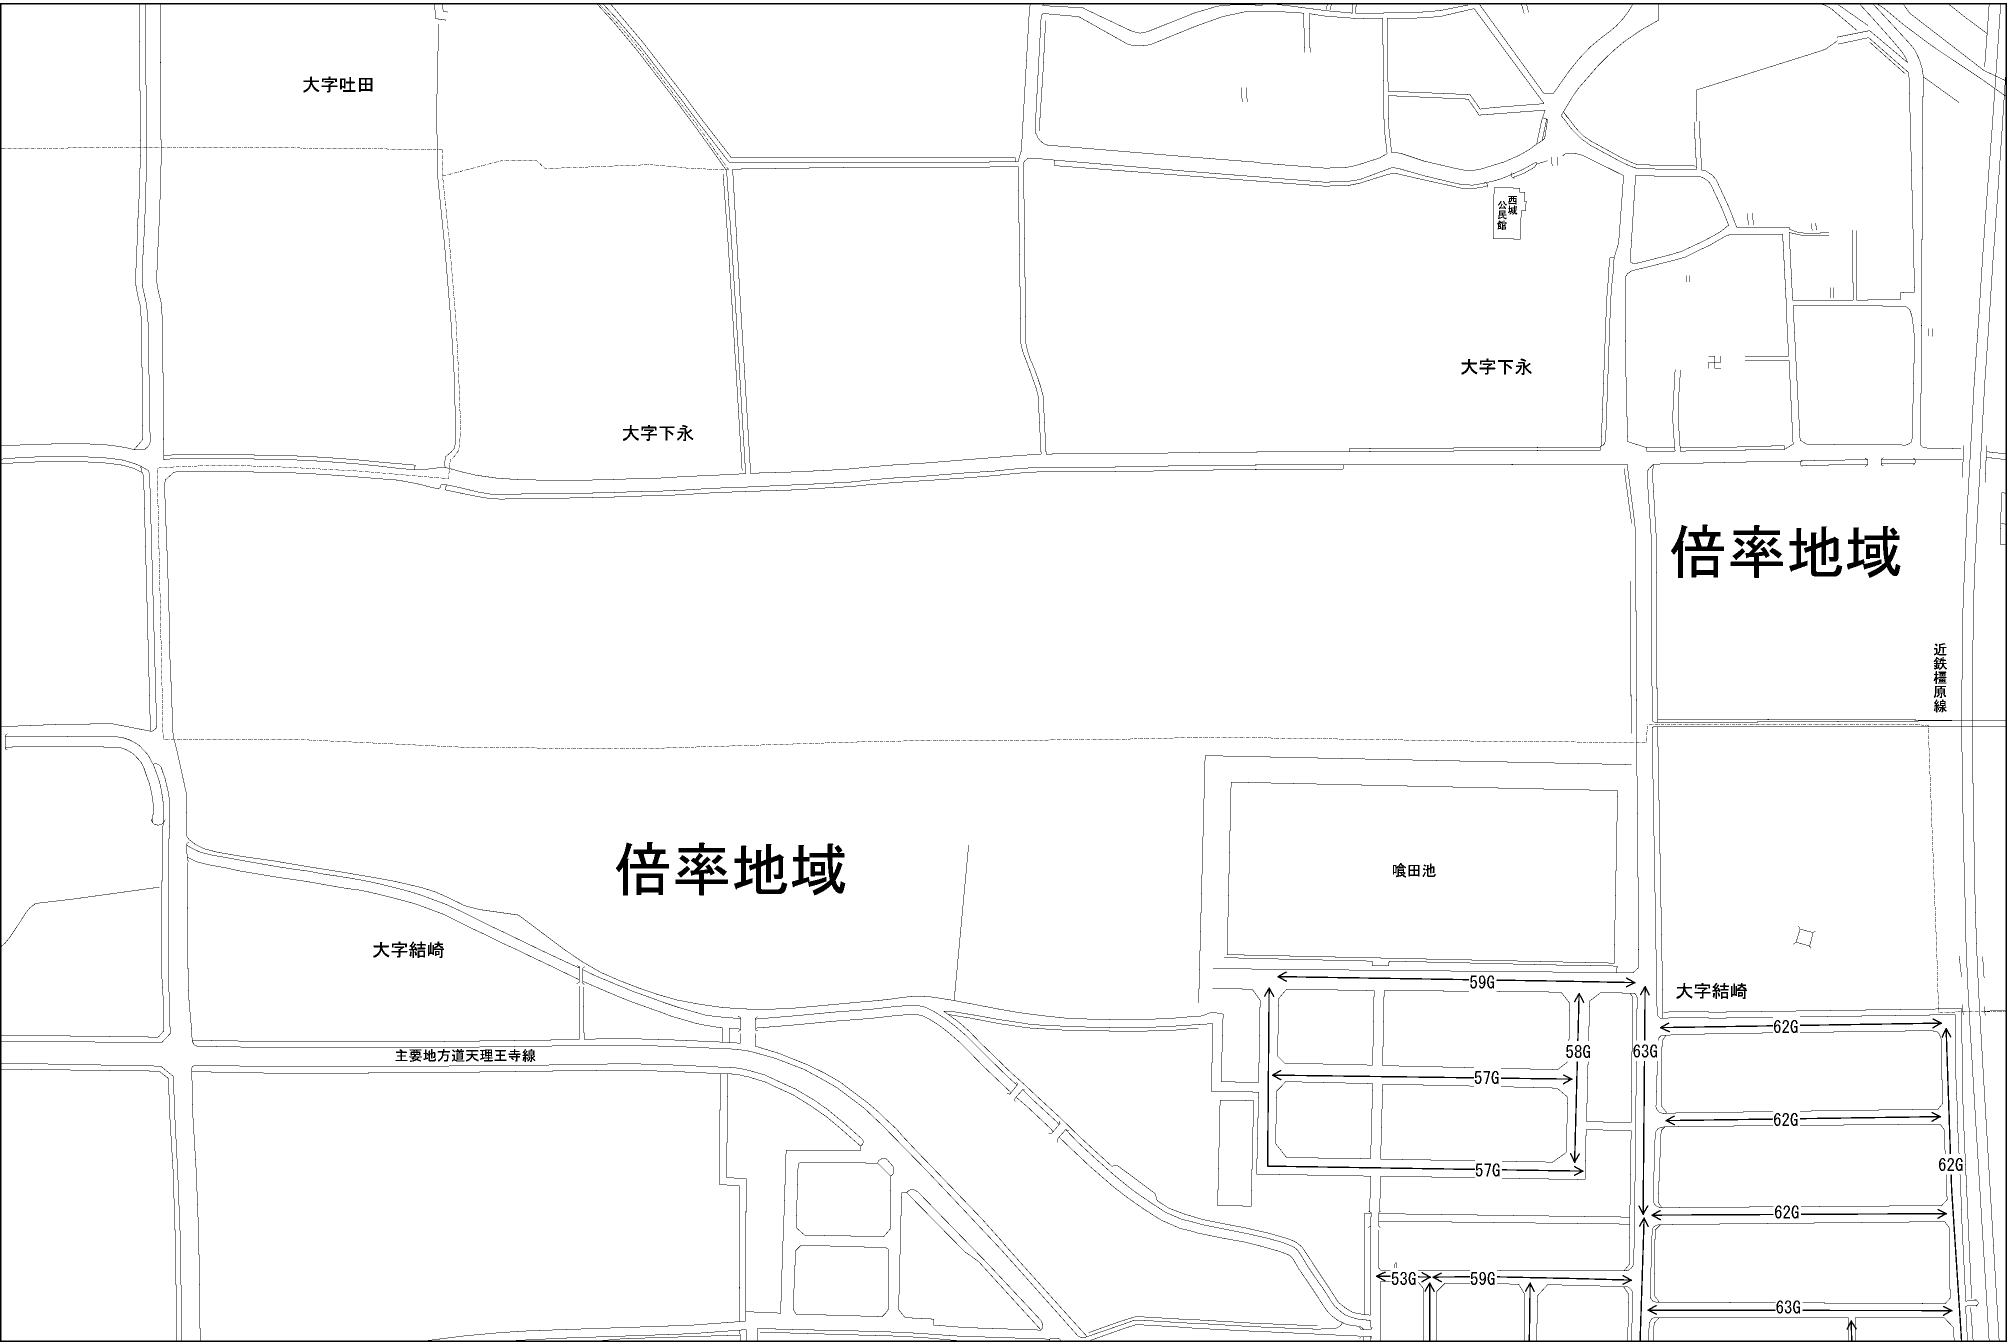 大字吐田
西城
公民館
大字下永
大字下永
倍率地域
近鉄橿原線
倍率地域
喰田池
大字結崎
59G
大字結崎
62G
58G
63G
主要地方道天理王寺線
57G
62G
62G
57G
62G
53G
59G
63G